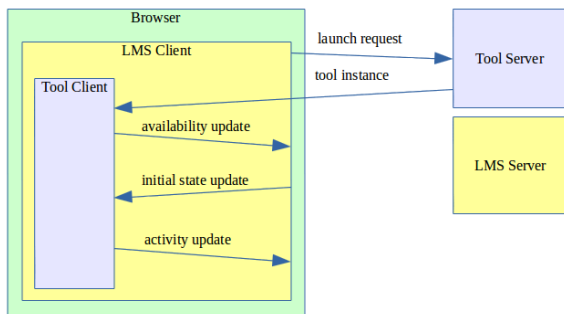 Browser
LMS Client
launch request
Tool Server
tool instance
Tool Client
availability update
LMS Server
initial state update
activity update